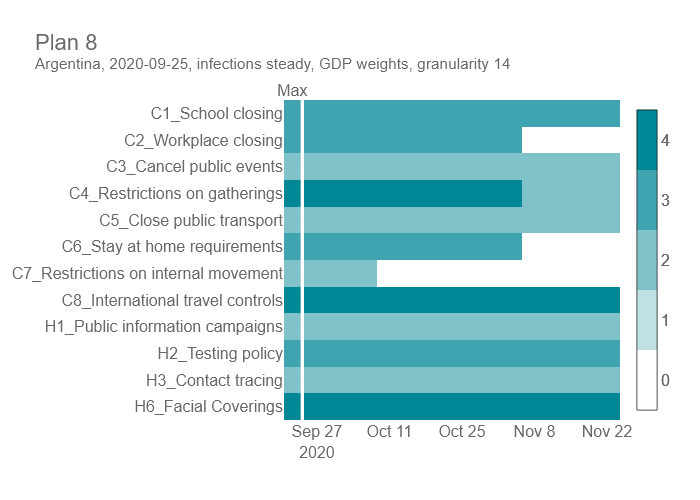 Plan 8
Argentina, 2020-09-25, infections steady, GDP weights, granularity 14
Max
C1_School closing
C2_Workplace closing
C3_Cancel public events
C4_Restrictions on gatherings
C5_Close public transport
C6_Stay at home requirements
C7_Restrictions on internal movement
C8_International travel controls
H1_Public information campaigns
H2_Testing policy
H3_Contact tracing
H6_Facial Coverings
Sep 27 Oct 11 Oct 25 Nov 8 Nov 22
2020
4
3
2
1
0